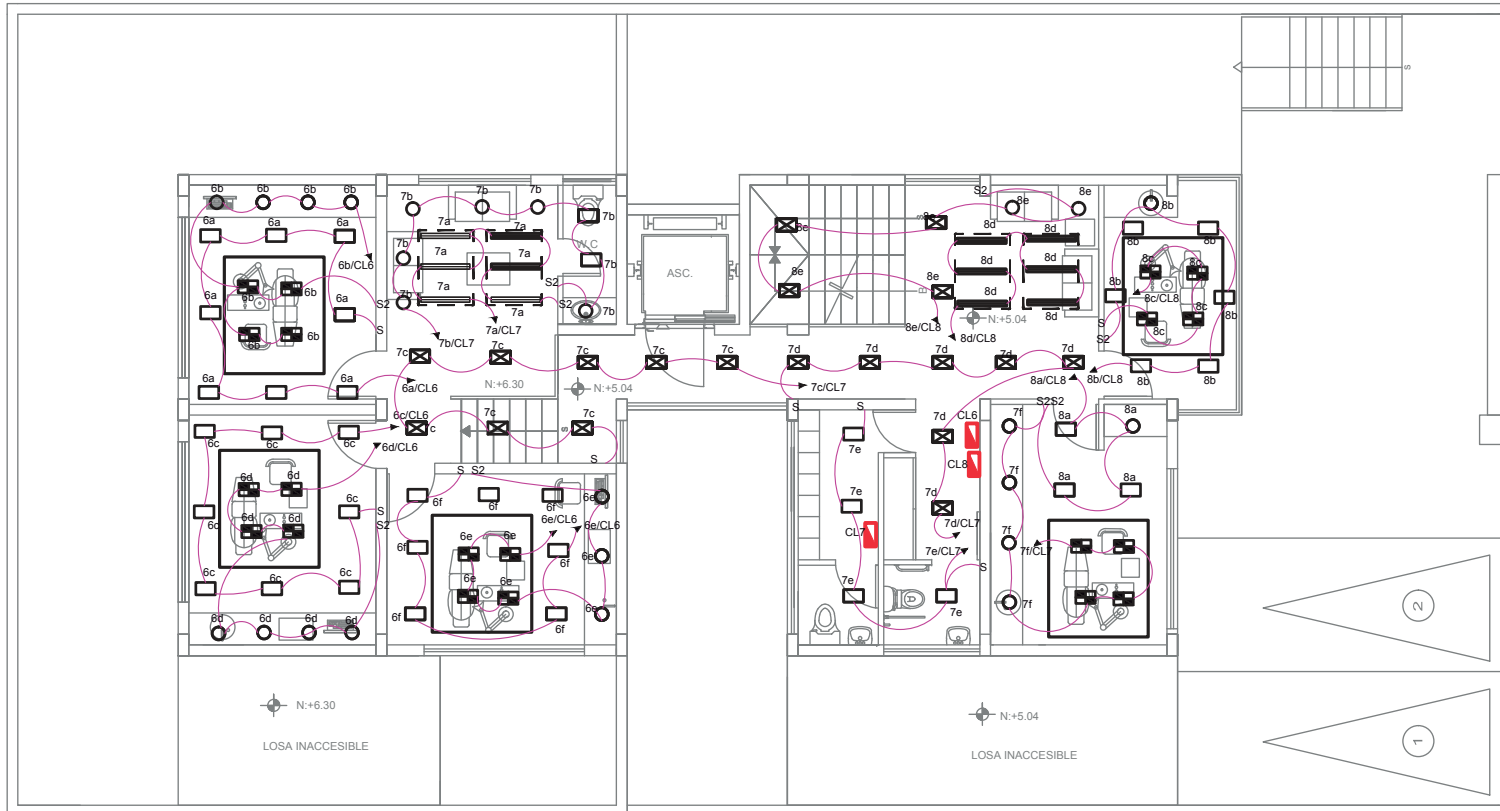 s
6b
6b
6b
6b
7b
7b
7b
S2
8e
8e
8b
7b
6a
6a
6a
7a
7a
8c
8e
8d
8d
8b
8b
W.C
7a
7a
7b
7b
6b/CL6
ASC.
8d
8d
8c
8c
6b
6b
7a
7a
S2
8e
8e
8b
8c/CL8
8b
6a
6a
S2
7b
S2
7b
8d
8d
8c
8c
S
7a/CL7
8e/CL8
N:+5.04
S
6b
6b
7b/CL7
8d/CL8
S2
7c
7c
7c
7c
7c
7d
7d
7d
7d
7d
6a
6a
6a/CL6
N:+6.30
N:+5.04
7c/CL7
8a/CL8
8b/CL8
8b
8b
6c/CL6
c
7c
7c
S
S
S2S2
7f
8a
8a
6c
6c
6c
6d/CL6
s
7e
7d
CL6
S
S S2
CL8
7f
6d
6d
6c
6c
6f
6f
6f
6e
7e
7d
8a
8a
S
S2
6d
6d
6e/CL6
6e/CL6
CL7
7d/CL7
6f
6e
6e
6f
6e
7e/CL7
7f
7f/CL7
S
6c
6c
6c
6e
6e
7e
7e
7f
6d
6d
6d
6f
6f
6e
2
N:+6.30
N:+5.04
LOSA INACCESIBLE
LOSA INACCESIBLE
1